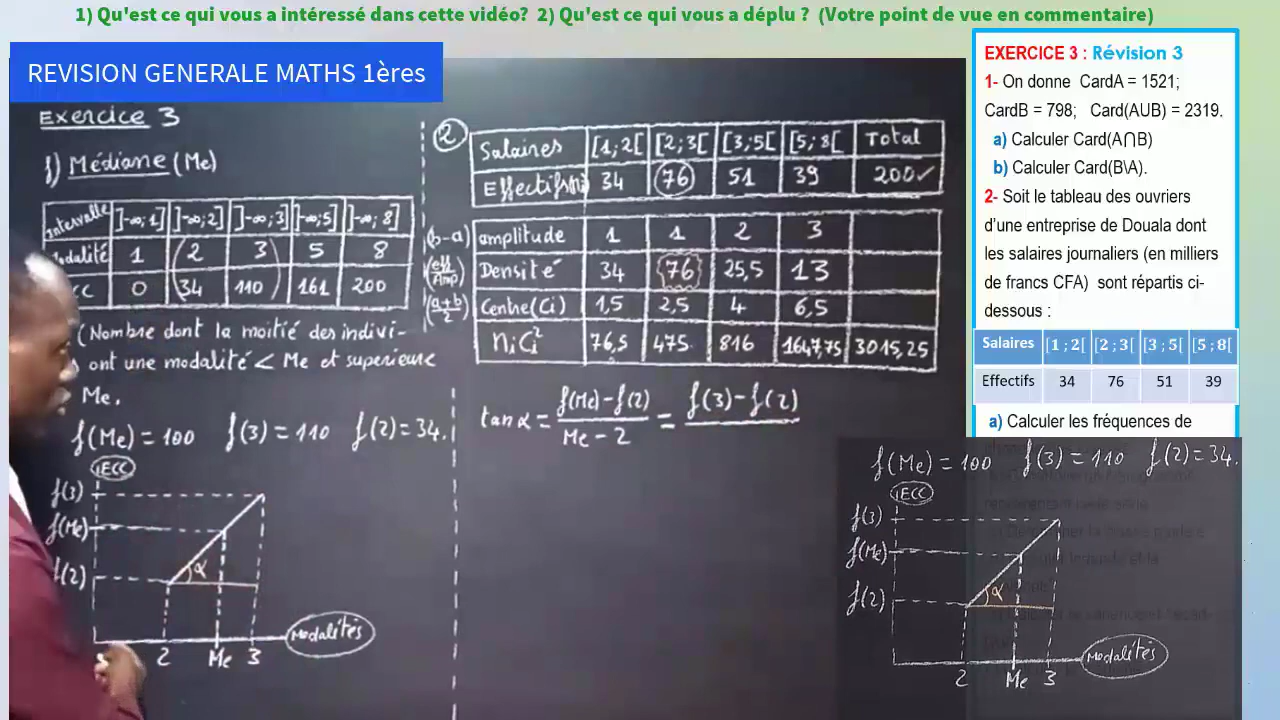 1) Qu'est ce qui vous a intéressé dans cette vidéo? 2) Qu'est ce qui vous a déplu ? (Votre point de vue en commentaire)
REVISION GENERALE MATHS 1ères
Exercice 3
f) Médiane (Me)
Intervalle ]-∞; 1] ]-∞; 2] ]-∞; 3] ]-∞; 5] ]-∞; 8]
1 2 3 5 8
0 34 110 161 200
(Nombre dont la moitié des indivi-
ont une modalité < Me et superieure
Me.
f(Me) = 100 f(3) = 110 f(2) = 34.
ECC
f(3)
f(Me)
f(2)
α
2 Me 3
Modalités
2
Salaires [1; 2[ [2; 3[ [3; 5[ [5; 8[ Total
Effectifs(ni) 34 76 51 39 200✓
(b-a) amplitude 1 1 2 3
(eff/Amp) Densité 34 76 25,5 13
(a+b/2) Centre(Ci) 1,5 2,5 4 6,5
NiCi² 76,5 475 816 1647,75 3015,25
tan α = f(Me) - f(2) / Me - 2 = f(3) - f(2)
EXERCICE 3 : Révision 3
1- On donne CardA = 1521;
CardB = 798; Card(AUB) = 2319.
a) Calculer Card(A⋂B)
b) Calculer Card(B\A).
2- Soit le tableau des ouvriers
d'une entreprise de Douala dont
les salaires journaliers (en milliers
de francs CFA) sont répartis ci-
dessous :
Salaires [1 ; 2[ [2 ; 3[ [3 ; 5[ [5 ; 8[
Effectifs 34 76 51 39
a) Calculer les fréquences de
f(Me) = 100 f(3) = 110 f(2) = 34.
ECC
f(3)
f(Me)
f(2)
α
2 Me 3
Modalités